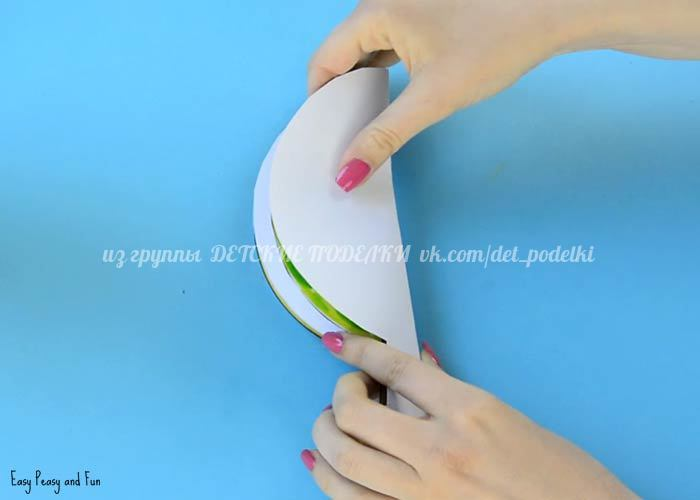 из группы ДЕТСКИЕ ПОДЕЛКИ vk.com/det_podelki
Easy Peasy and Fun